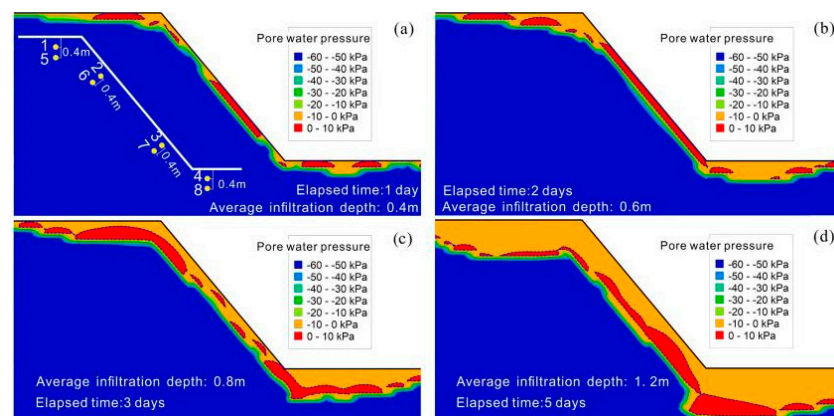 (a)
Pore water pressure
-60 - -50 kPa
-50 - -40 kPa
-40 - -30 kPa
-30 - -20 kPa
-20 - -10 kPa
-10 - 0 kPa
0 - 10 kPa
1
5
0.4m
2
6
0.4m
3
7
0.4m
4
8
0.4m
Elapsed time:1 day
Average infiltration depth: 0.4m
(b)
Pore water pressure
-60 - -50 kPa
-50 - -40 kPa
-40 - -30 kPa
-30 - -20 kPa
-20 - -10 kPa
-10 - 0 kPa
0 - 10 kPa
Elapsed time:2 days
Average infiltration depth: 0.6m
(c)
Pore water pressure
-60 - -50 kPa
-50 - -40 kPa
-40 - -30 kPa
-30 - -20 kPa
-20 - -10 kPa
-10 - 0 kPa
0 - 10 kPa
Average infiltration depth: 0.8m
Elapsed time:3 days
(d)
Pore water pressure
-60 - -50 kPa
-50 - -40 kPa
-40 - -30 kPa
-30 - -20 kPa
-20 - -10 kPa
-10 - 0 kPa
0 - 10 kPa
Average infiltration depth: 1.2m
Elapsed time:5 days